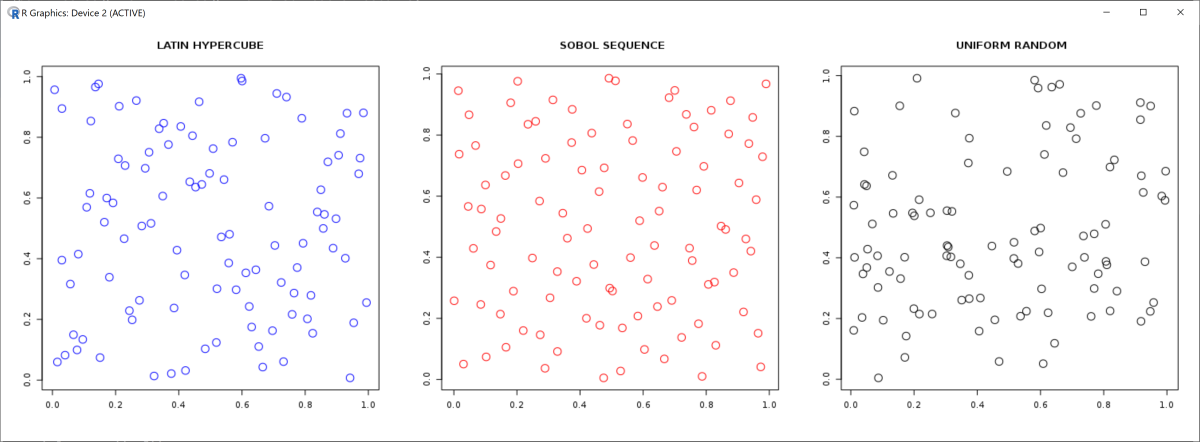 R Graphics: Device 2 (ACTIVE)
LATIN HYPERCUBE
1.0
0.8
0.6
0.4
0.2
0.0
0.0 0.2 0.4 0.6 0.8 1.0
SOBOL SEQUENCE
1.0
0.8
0.6
0.4
0.2
0.0
0.0 0.2 0.4 0.6 0.8 1.0
UNIFORM RANDOM
1.0
0.8
0.6
0.4
0.2
0.0
0.0 0.2 0.4 0.6 0.8 1.0